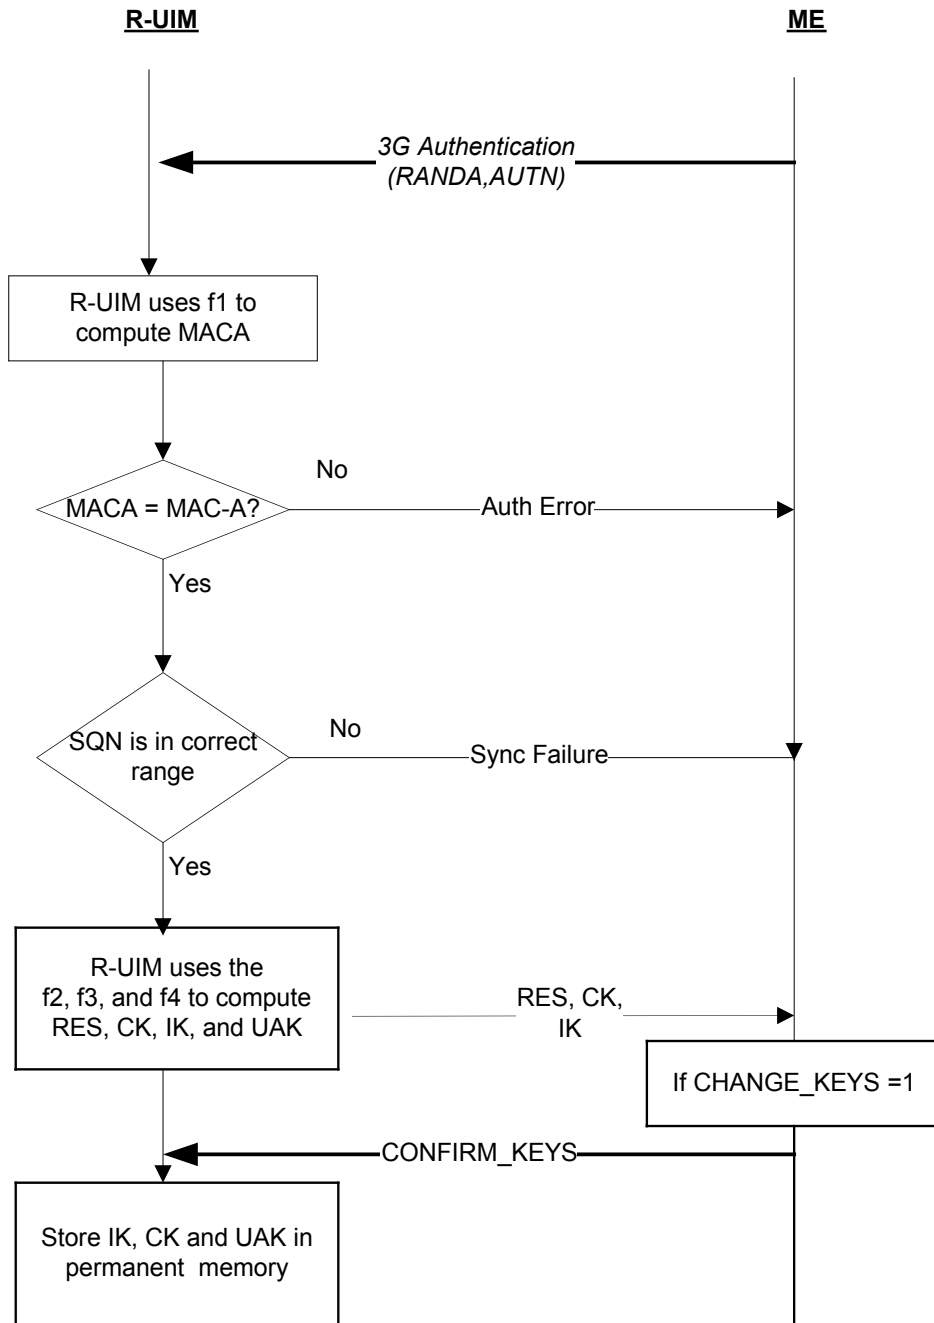 R-UIM
ME
3G Authentication
(RANDA,AUTN)
R-UIM uses f1 to
compute MACA
No
MACA = MAC-A?
Auth Error
Yes
No
SQN is in correct
range
Sync Failure
Yes
R-UIM uses the
f2, f3, and f4 to compute
RES, CK, IK, and UAK
RES, CK,
IK
If CHANGE_KEYS =1
CONFIRM_KEYS
Store IK, CK and UAK in
permanent memory